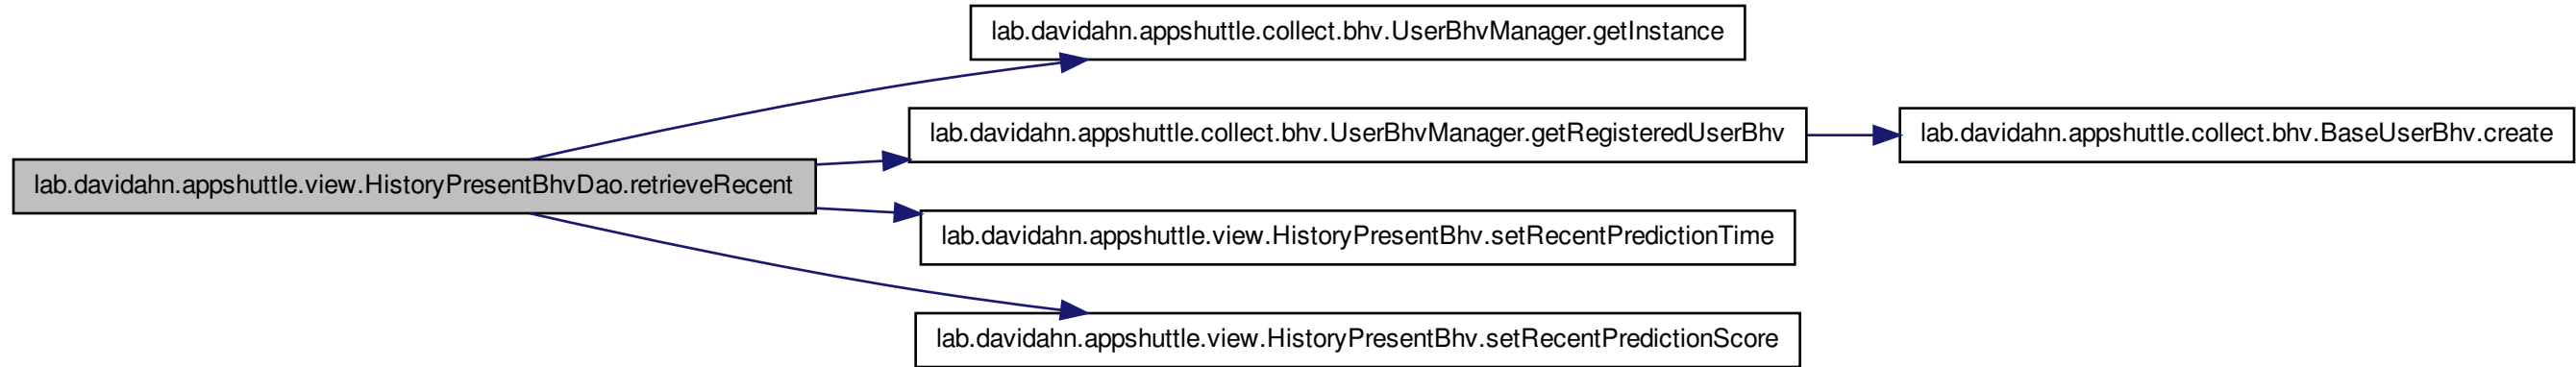 lab.davidahn.appshuttle.collect.bhv.UserBhvManager.getInstance
lab.davidahn.appshuttle.collect.bhv.UserBhvManager.getRegisteredUserBhv
lab.davidahn.appshuttle.collect.bhv.BaseUserBhv.create
lab.davidahn.appshuttle.view.HistoryPresentBhvDao.retrieveRecent
lab.davidahn.appshuttle.view.HistoryPresentBhv.setRecentPredictionTime
lab.davidahn.appshuttle.view.HistoryPresentBhv.setRecentPredictionScore